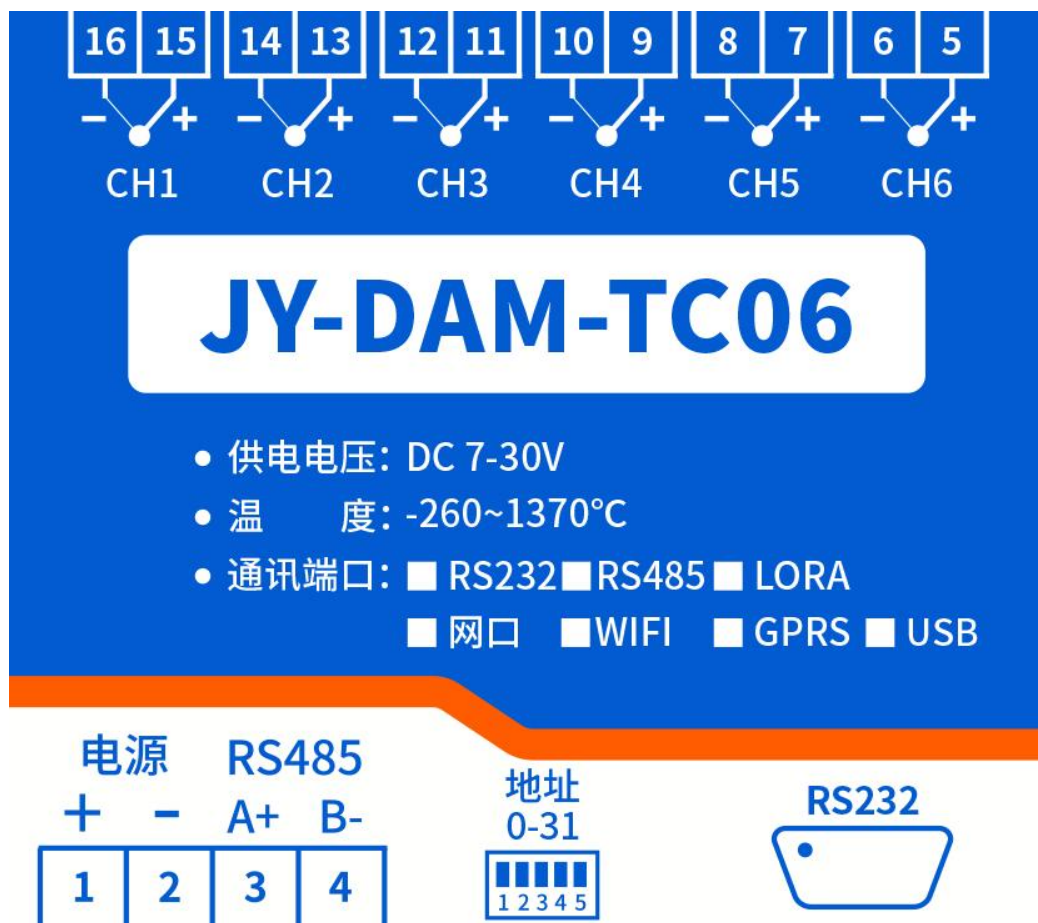 16 15 14 13 12 11 10 9 8 7 6 5
- + - + - + - + - + - +
CH1 CH2 CH3 CH4 CH5 CH6
JY-DAM-TC06
● 供电电压：DC 7-30V
● 温 度：-260~1370℃
● 通讯端口：■ RS232 ■ RS485 ■ LORA
■ 网口 ■ WIFI ■ GPRS ■ USB
电源 RS485
+ - A+ B-
1 2 3 4
地址
0-31
1 2 3 4 5
RS232